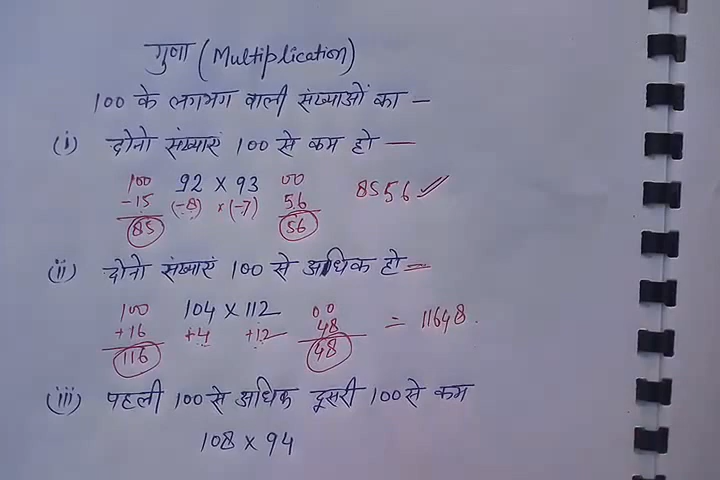 गुणा (Multiplication)
100 के लगभग वाली संख्याओं का –
(i) दोनो संख्याएं 100 से कम हो –
100 92 × 93 00 8556 ✓
-15 (-8) × (-7) 56
85 56
(ii) दोनो संख्याएं 100 से अधिक हो –
100 104 × 112 00
+16 +4 +12 48 = 11648.
116 48
(iii) पहली 100 से अधिक दूसरी 100 से कम
108 × 94